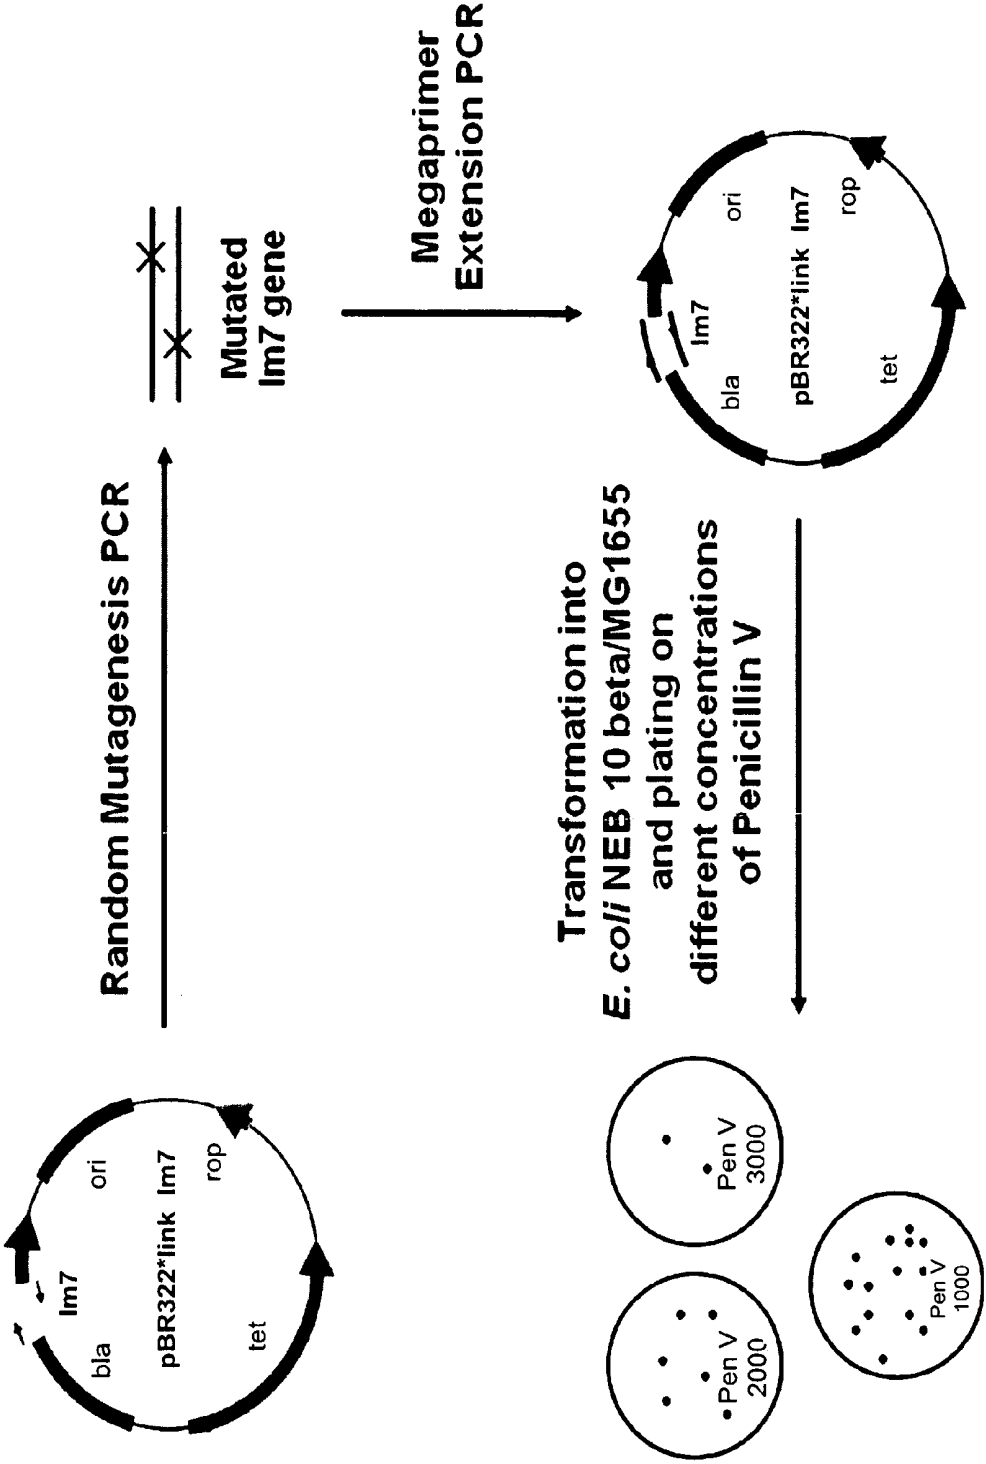 bla
Im7
ori
pBR322*link Im7
rop
tet
Random Mutagenesis PCR
Mutated
Im7 gene
Megaprimer
Extension PCR
bla
Im7
ori
pBR322*link Im7
rop
tet
Transformation into
E. coli NEB 10 beta/MG1655
and plating on
different concentrations
of Penicillin V
Pen V
2000
Pen V
3000
Pen V
1000